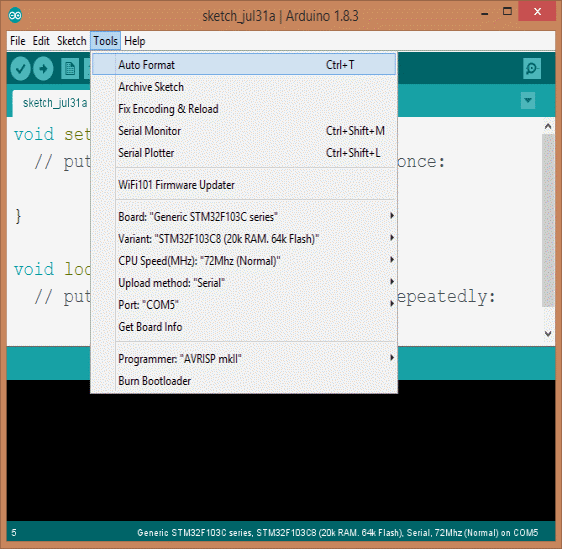 sketch_jul31a | Arduino 1.8.3
File Edit Sketch Tools Help
sketch_jul31a
Auto Format Ctrl+T
Archive Sketch
Fix Encoding & Reload
Serial Monitor Ctrl+Shift+M
Serial Plotter Ctrl+Shift+L
WiFi101 Firmware Updater
Board: "Generic STM32F103C series"
Variant: "STM32F103C8 (20k RAM. 64k Flash)"
CPU Speed(MHz): "72Mhz (Normal)"
Upload method: "Serial"
Port: "COM5"
Get Board Info
Programmer: "AVRISP mkII"
Burn Bootloader
void set
// put once:
}
void loo
// put epeatedly:
5 Generic STM32F103C series, STM32F103C8 (20k RAM. 64k Flash), Serial, 72Mhz (Normal) on COM5